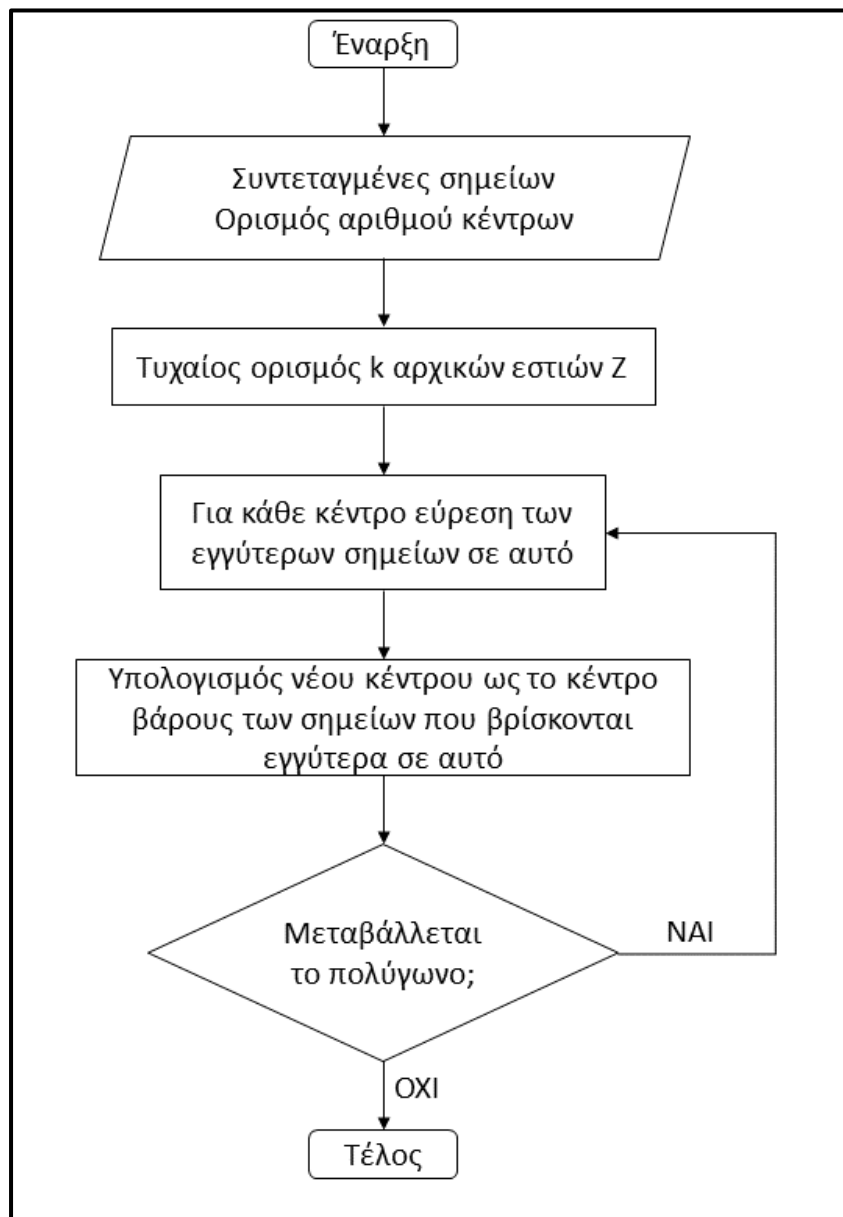 Έναρξη
Συντεταγμένες σημείων
Ορισμός αριθμού κέντρων
Τυχαίος ορισμός k αρχικών εστιών Ζ
Για κάθε κέντρο εύρεση των
εγγύτερων σημείων σε αυτό
Υπολογισμός νέου κέντρου ως το κέντρο
βάρους των σημείων που βρίσκονται
εγγύτερα σε αυτό
Μεταβάλλεται
το πολύγωνο;
ΝΑΙ
ΟΧΙ
Τέλος